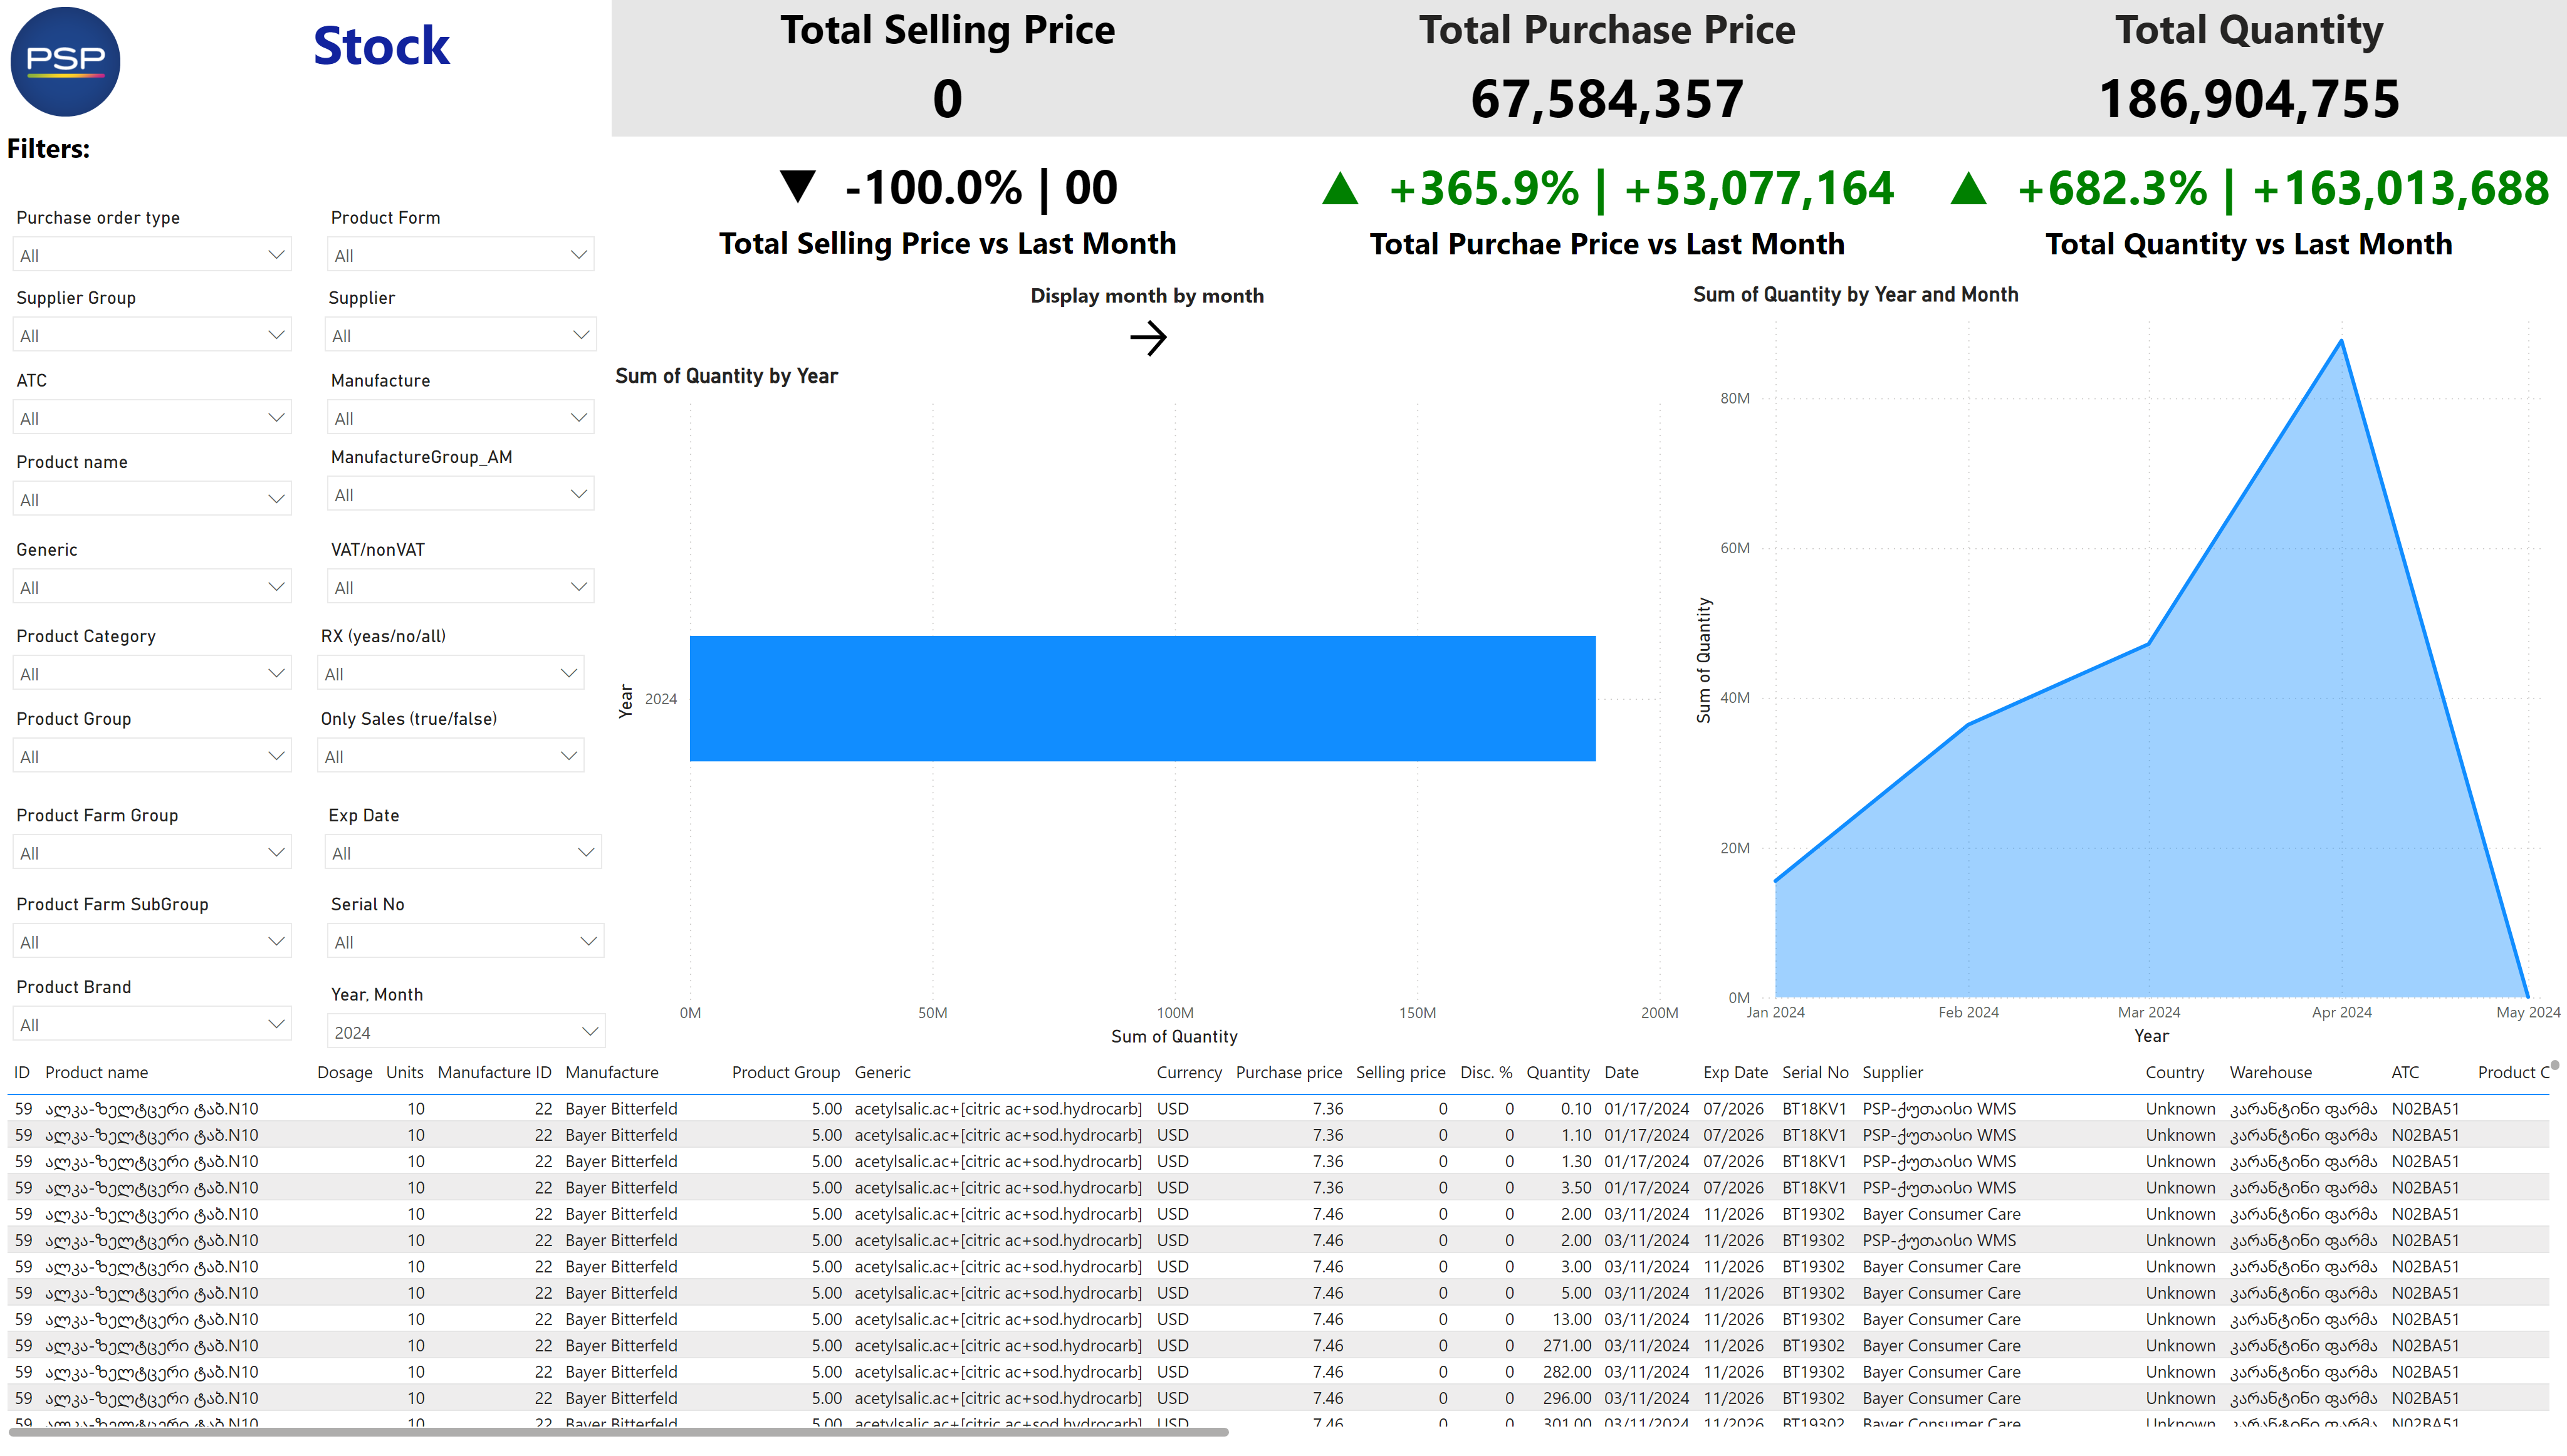 PSP
Stock
Total Selling Price
0
Total Purchase Price
67,584,357
Total Quantity
186,904,755
▼ -100.0% | 00
Total Selling Price vs Last Month
▲ +365.9% | +53,077,164
Total Purchae Price vs Last Month
▲ +682.3% | +163,013,688
Total Quantity vs Last Month
Filters:
Purchase order type
All
Product Form
All
Supplier Group
All
Supplier
All
ATC
All
Manufacture
All
Product name
All
ManufactureGroup_AM
All
Generic
All
VAT/nonVAT
All
Product Category
All
RX (yeas/no/all)
All
Product Group
All
Only Sales (true/false)
All
Product Farm Group
All
Exp Date
All
Product Farm SubGroup
All
Serial No
All
Product Brand
All
Year, Month
2024
Display month by month
Sum of Quantity by Year
Year
2024
0M 50M 100M 150M 200M
Sum of Quantity
Sum of Quantity by Year and Month
Sum of Quantity
80M
60M
40M
20M
0M
Jan 2024 Feb 2024 Mar 2024 Apr 2024 May 2024
Year
ID Product name Dosage Units Manufacture ID Manufacture Product Group Generic Currency Purchase price Selling price Disc. % Quantity Date Exp Date Serial No Supplier Country Warehouse ATC Product C
59 ალკა-ზელტცერი ტაბ.N10 10 22 Bayer Bitterfeld 5.00 acetylsalic.ac+[citric ac+sod.hydrocarb] USD 7.36 0 0 0.10 01/17/2024 07/2026 BT18KV1 PSP-ქუთაისი WMS Unknown კარანტინი ფარმა N02BA51
59 ალკა-ზელტცერი ტაბ.N10 10 22 Bayer Bitterfeld 5.00 acetylsalic.ac+[citric ac+sod.hydrocarb] USD 7.36 0 0 1.10 01/17/2024 07/2026 BT18KV1 PSP-ქუთაისი WMS Unknown კარანტინი ფარმა N02BA51
59 ალკა-ზელტცერი ტაბ.N10 10 22 Bayer Bitterfeld 5.00 acetylsalic.ac+[citric ac+sod.hydrocarb] USD 7.36 0 0 1.30 01/17/2024 07/2026 BT18KV1 PSP-ქუთაისი WMS Unknown კარანტინი ფარმა N02BA51
59 ალკა-ზელტცერი ტაბ.N10 10 22 Bayer Bitterfeld 5.00 acetylsalic.ac+[citric ac+sod.hydrocarb] USD 7.36 0 0 3.50 01/17/2024 07/2026 BT18KV1 PSP-ქუთაისი WMS Unknown კარანტინი ფარმა N02BA51
59 ალკა-ზელტცერი ტაბ.N10 10 22 Bayer Bitterfeld 5.00 acetylsalic.ac+[citric ac+sod.hydrocarb] USD 7.46 0 0 2.00 03/11/2024 11/2026 BT19302 Bayer Consumer Care Unknown კარანტინი ფარმა N02BA51
59 ალკა-ზელტცერი ტაბ.N10 10 22 Bayer Bitterfeld 5.00 acetylsalic.ac+[citric ac+sod.hydrocarb] USD 7.46 0 0 2.00 03/11/2024 11/2026 BT19302 PSP-ქუთაისი WMS Unknown კარანტინი ფარმა N02BA51
59 ალკა-ზელტცერი ტაბ.N10 10 22 Bayer Bitterfeld 5.00 acetylsalic.ac+[citric ac+sod.hydrocarb] USD 7.46 0 0 3.00 03/11/2024 11/2026 BT19302 Bayer Consumer Care Unknown კარანტინი ფარმა N02BA51
59 ალკა-ზელტცერი ტაბ.N10 10 22 Bayer Bitterfeld 5.00 acetylsalic.ac+[citric ac+sod.hydrocarb] USD 7.46 0 0 5.00 03/11/2024 11/2026 BT19302 Bayer Consumer Care Unknown კარანტინი ფარმა N02BA51
59 ალკა-ზელტცერი ტაბ.N10 10 22 Bayer Bitterfeld 5.00 acetylsalic.ac+[citric ac+sod.hydrocarb] USD 7.46 0 0 13.00 03/11/2024 11/2026 BT19302 Bayer Consumer Care Unknown კარანტინი ფარმა N02BA51
59 ალკა-ზელტცერი ტაბ.N10 10 22 Bayer Bitterfeld 5.00 acetylsalic.ac+[citric ac+sod.hydrocarb] USD 7.46 0 0 271.00 03/11/2024 11/2026 BT19302 Bayer Consumer Care Unknown კარანტინი ფარმა N02BA51
59 ალკა-ზელტცერი ტაბ.N10 10 22 Bayer Bitterfeld 5.00 acetylsalic.ac+[citric ac+sod.hydrocarb] USD 7.46 0 0 282.00 03/11/2024 11/2026 BT19302 Bayer Consumer Care Unknown კარანტინი ფარმა N02BA51
59 ალკა-ზელტცერი ტაბ.N10 10 22 Bayer Bitterfeld 5.00 acetylsalic.ac+[citric ac+sod.hydrocarb] USD 7.46 0 0 296.00 03/11/2024 11/2026 BT19302 Bayer Consumer Care Unknown კარანტინი ფარმა N02BA51
59 ალკა-ზელტცერი ტაბ.N10 10 22 Bayer Bitterfeld 5.00 acetylsalic.ac+[citric ac+sod.hydrocarb] USD 7.46 0 0 301.00 03/11/2024 11/2026 BT19302 Bayer Consumer Care Unknown კარანტინი ფარმა N02BA51